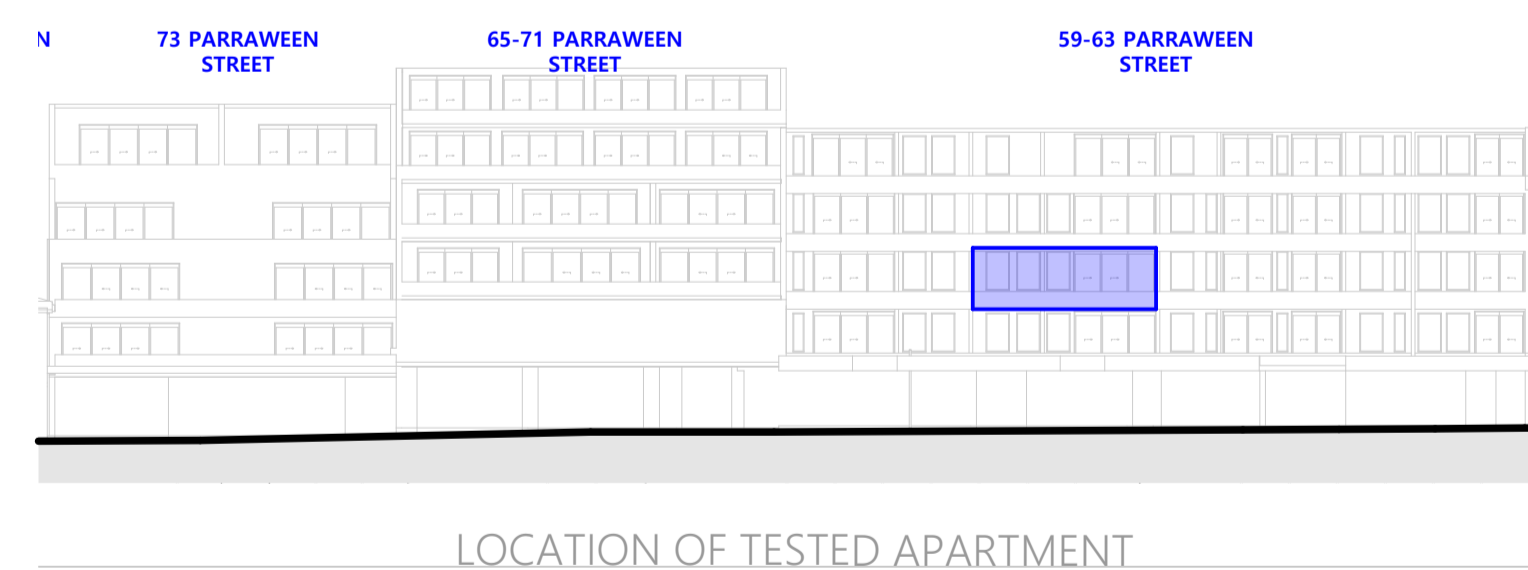 N
73 PARRAWEEN
STREET
65-71 PARRAWEEN
STREET
59-63 PARRAWEEN
STREET
LOCATION OF TESTED APARTMENT